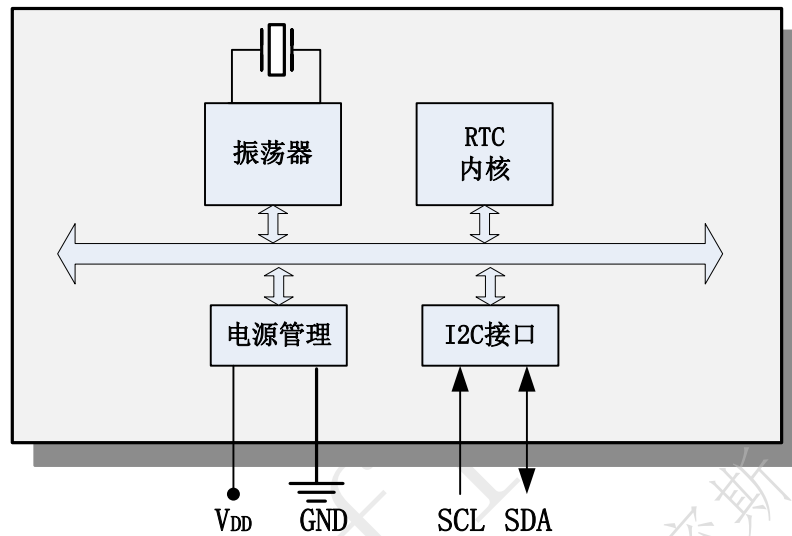 振荡器
RTC
内核
电源管理
I2C接口
VDD
GND
SCL
SDA